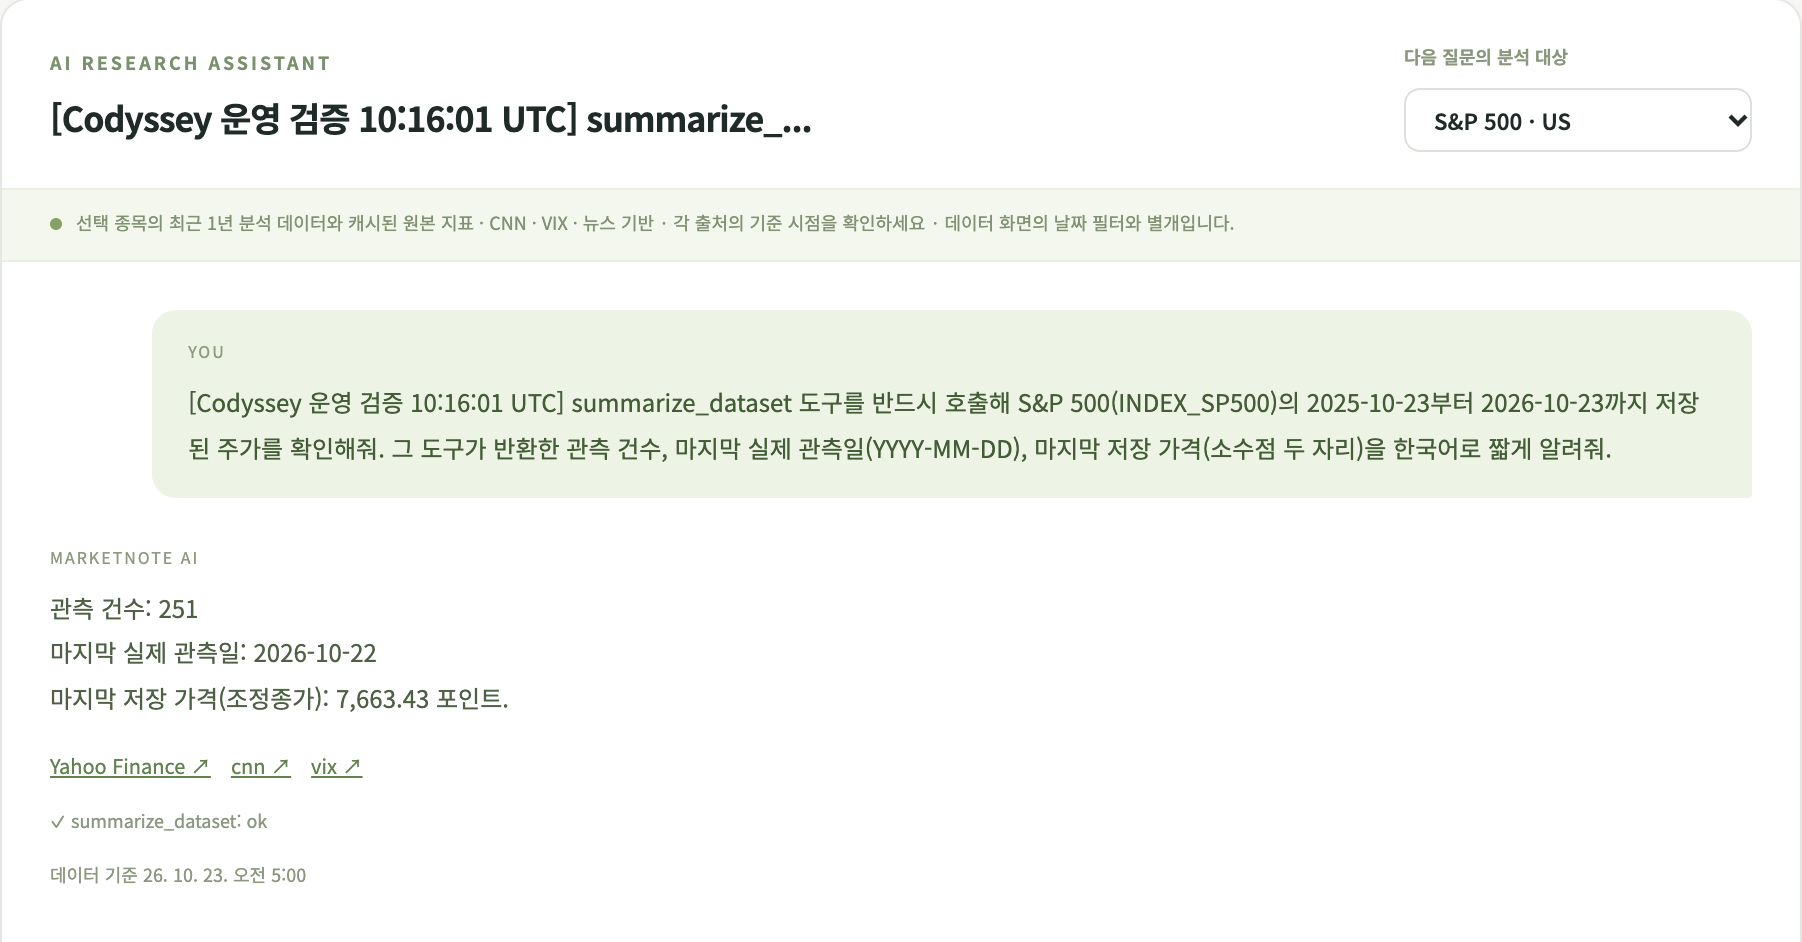 AI RESEARCH ASSISTANT
[Codyssey 운영 검증 10:16:01 UTC] summarize_...
다음 질문의 분석 대상
S&P 500 · US
선택 종목의 최근 1년 분석 데이터와 캐시된 원본 지표 · CNN · VIX · 뉴스 기반 · 각 출처의 기준 시점을 확인하세요 · 데이터 화면의 날짜 필터와 별개입니다.
YOU
[Codyssey 운영 검증 10:16:01 UTC] summarize_dataset 도구를 반드시 호출해 S&P 500(INDEX_SP500)의 2025-10-23부터 2026-10-23까지 저장
된 주가를 확인해줘. 그 도구가 반환한 관측 건수, 마지막 실제 관측일(YYYY-MM-DD), 마지막 저장 가격(소수점 두 자리)을 한국어로 짧게 알려줘.
MARKETNOTE AI
관측 건수: 251
마지막 실제 관측일: 2026-10-22
마지막 저장 가격(조정종가): 7,663.43 포인트.
Yahoo Finance ↗ cnn ↗ vix ↗
✓ summarize_dataset: ok
데이터 기준 26. 10. 23. 오전 5:00